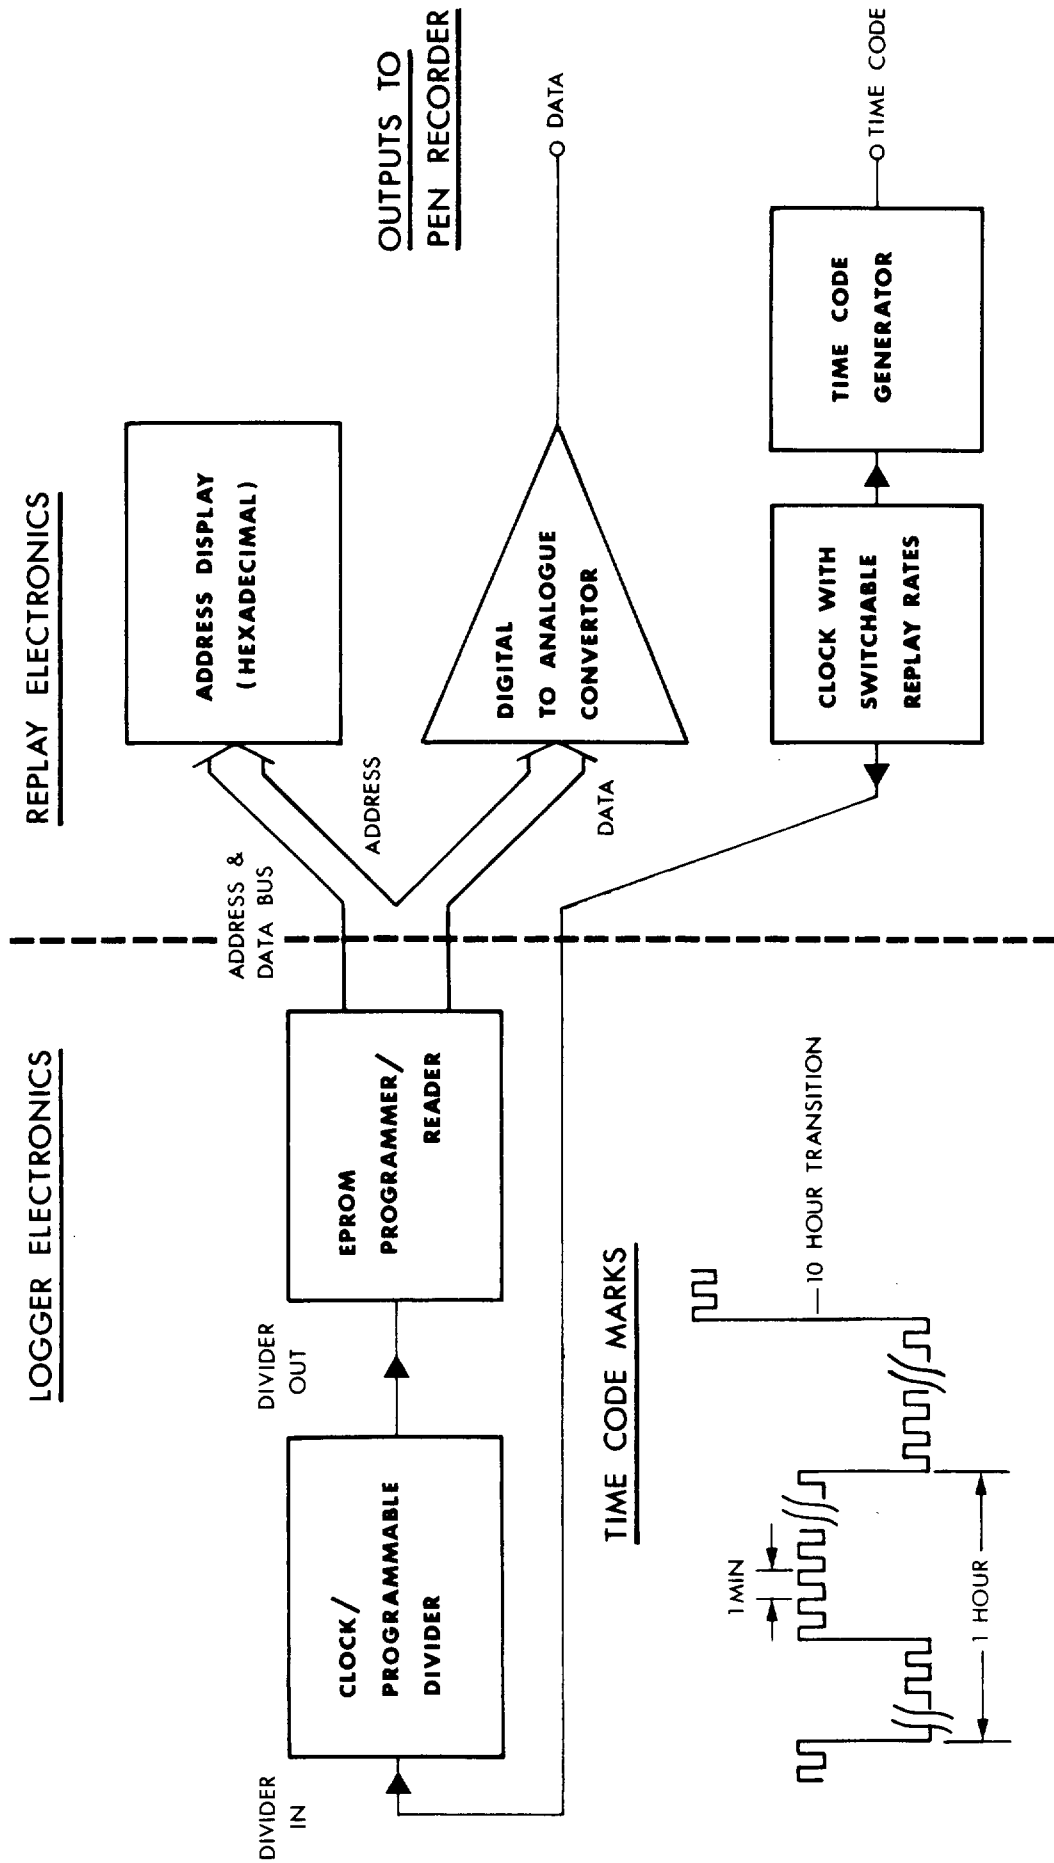 LOGGER ELECTRONICS
REPLAY ELECTRONICS
DIVIDER
IN
CLOCK/
PROGRAMMABLE
DIVIDER
DIVIDER
OUT
EPROM
PROGRAMMER/
READER
ADDRESS &
DATA BUS
ADDRESS
DATA
ADDRESS DISPLAY
(HEXADECIMAL)
DIGITAL
TO ANALOGUE
CONVERTOR
OUTPUTS TO
PEN RECORDER
DATA
CLOCK WITH
SWITCHABLE
REPLAY RATES
TIME CODE
GENERATOR
TIME CODE
TIME CODE MARKS
1 MIN
1 HOUR
10 HOUR TRANSITION